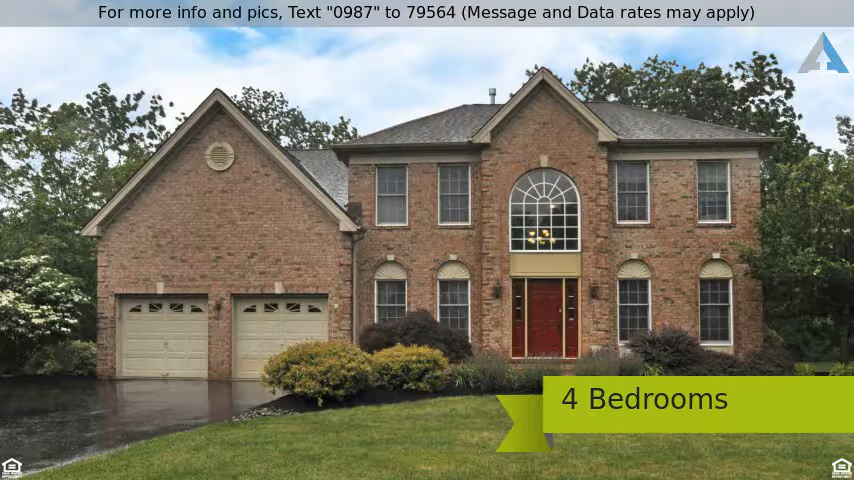 For more info and pics, Text "0987" to 79564 (Message and Data rates may apply)
4 Bedrooms